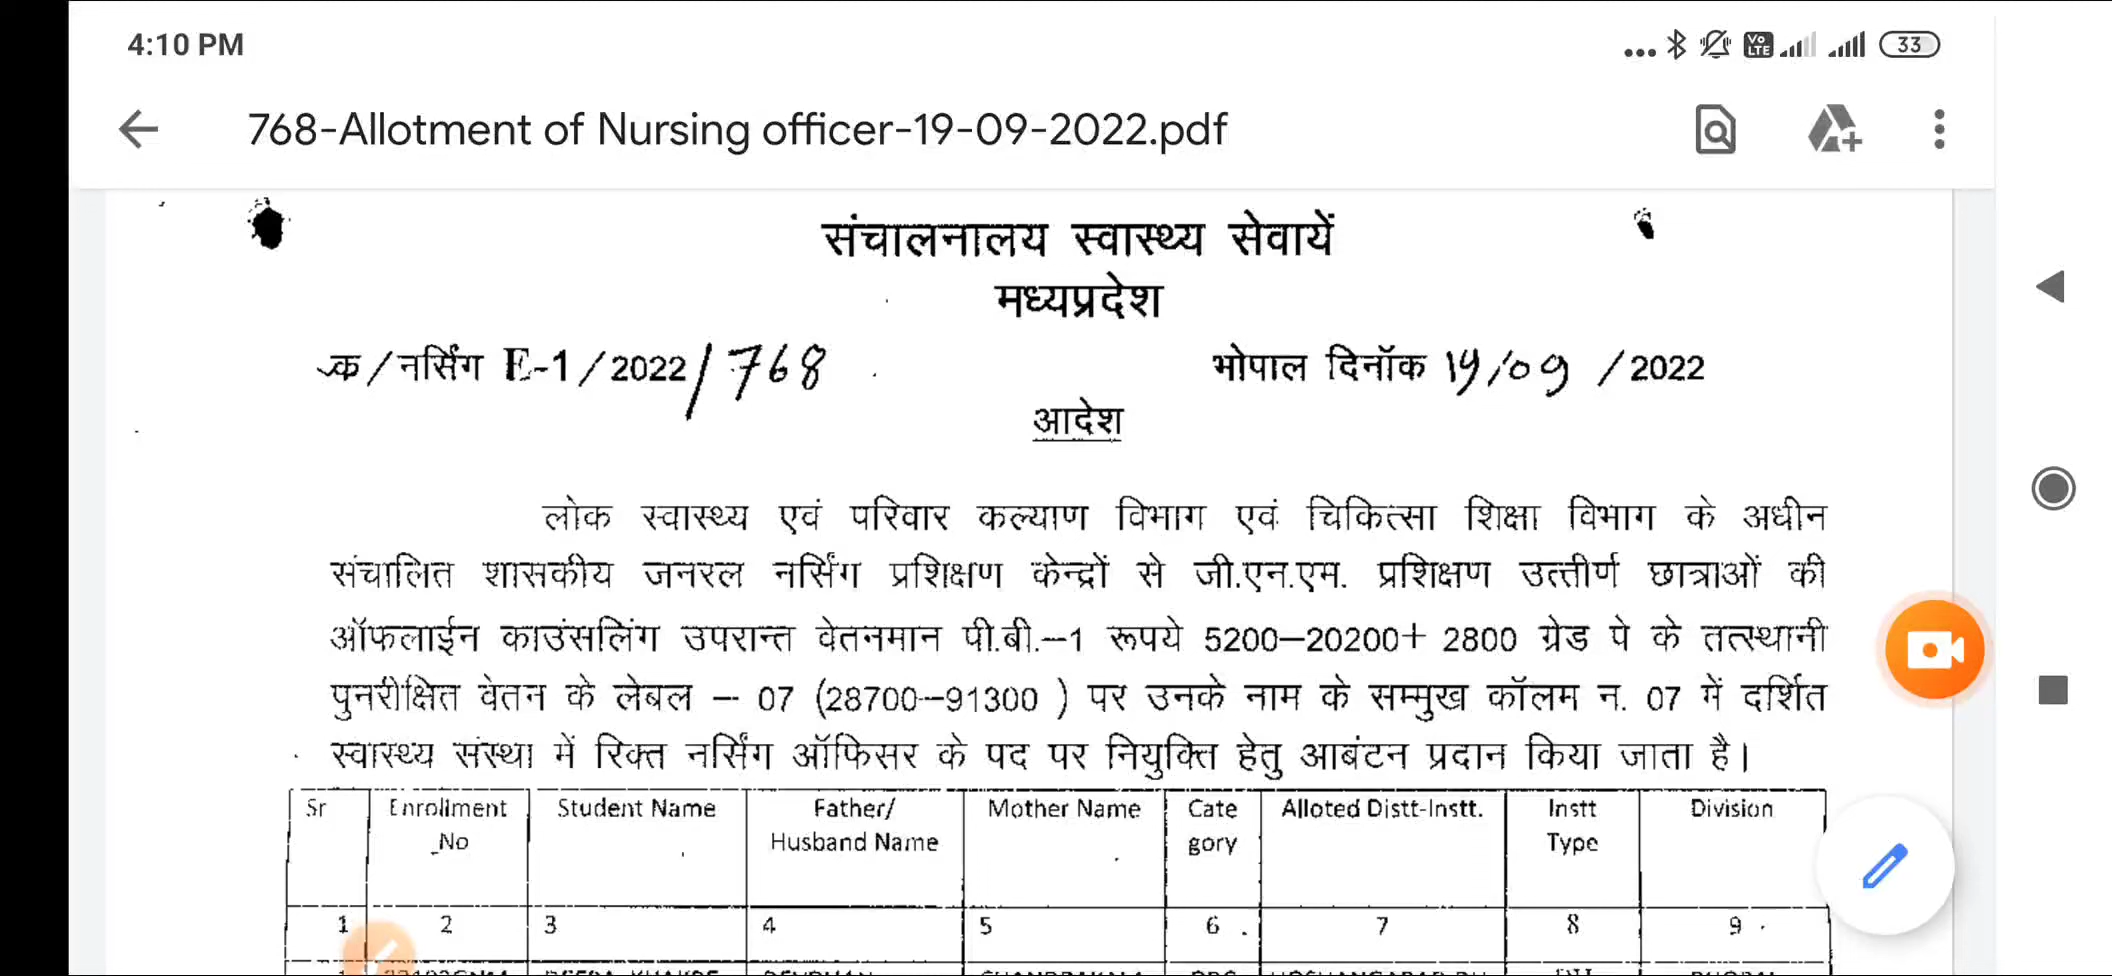 4:10 PM
33
768-Allotment of Nursing officer-19-09-2022.pdf
संचालनालय स्वास्थ्य सेवायें
मध्यप्रदेश
क / नर्सिंग E-1 / 2022 / 768
भोपाल दिनॉक 19/09 / 2022
आदेश
लोक स्वास्थ्य एवं परिवार कल्याण विभाग एवं चिकित्सा शिक्षा विभाग के अधीन
संचालित शासकीय जनरल नर्सिंग प्रशिक्षण केन्द्रों से जी.एन.एम. प्रशिक्षण उत्तीर्ण छात्राओं की
ऑफलाईन काउंसलिंग उपरान्त वेतनमान पी.बी.–1 रूपये 5200–20200+ 2800 ग्रेड पे के तत्स्थानी
पुनरीक्षित वेतन के लेबल – 07 (28700–91300 ) पर उनके नाम के सम्मुख कॉलम न. 07 में दर्शित
स्वास्थ्य संस्था में रिक्त नर्सिंग ऑफिसर के पद पर नियुक्ति हेतु आबंटन प्रदान किया जाता है।
Sr Enrollment Student Name Father/ Mother Name Cate Alloted Distt-Instt. Instt Division
No Husband Name gory Type
1 2 3 4 5 6 7 8 9